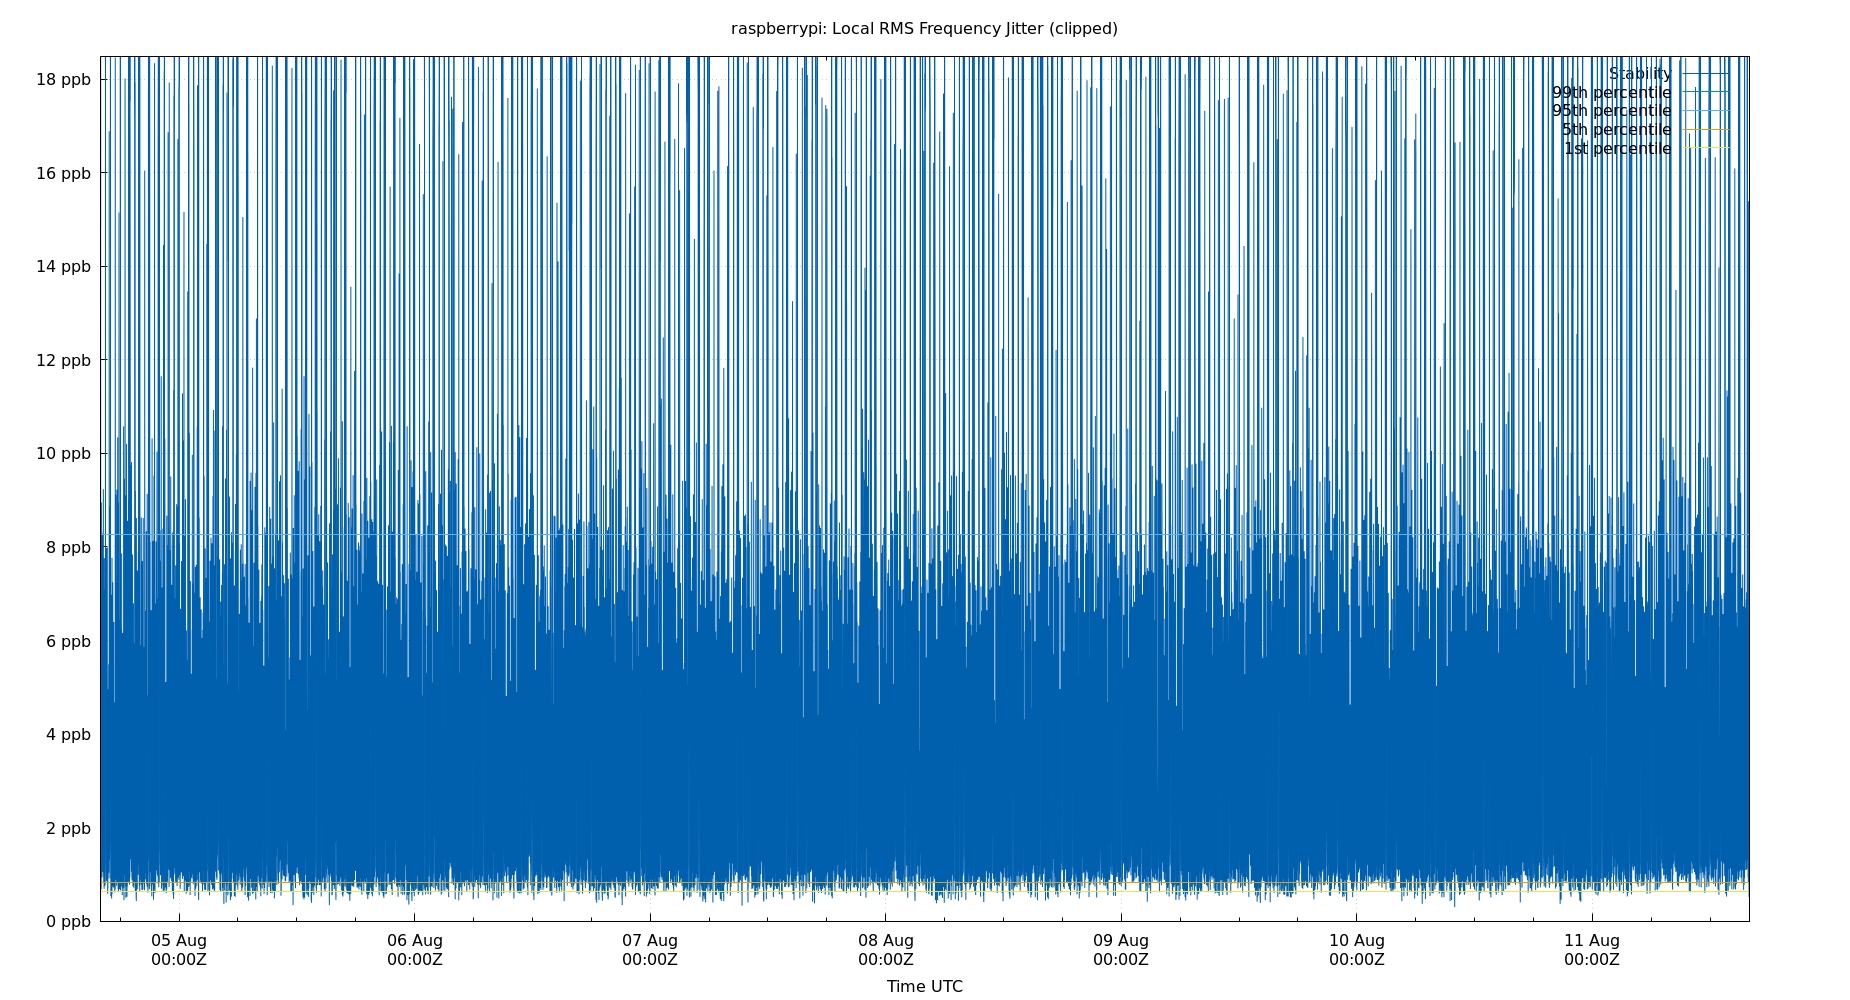 raspberrypi: Local RMS Frequency Jitter (clipped)
18 ppb
16 ppb
14 ppb
12 ppb
10 ppb
8 ppb
6 ppb
4 ppb
2 ppb
0 ppb
Stability
99th percentile
95th percentile
5th percentile
1st percentile
05 Aug
00:00Z
06 Aug
00:00Z
07 Aug
00:00Z
08 Aug
00:00Z
09 Aug
00:00Z
10 Aug
00:00Z
11 Aug
00:00Z
Time UTC